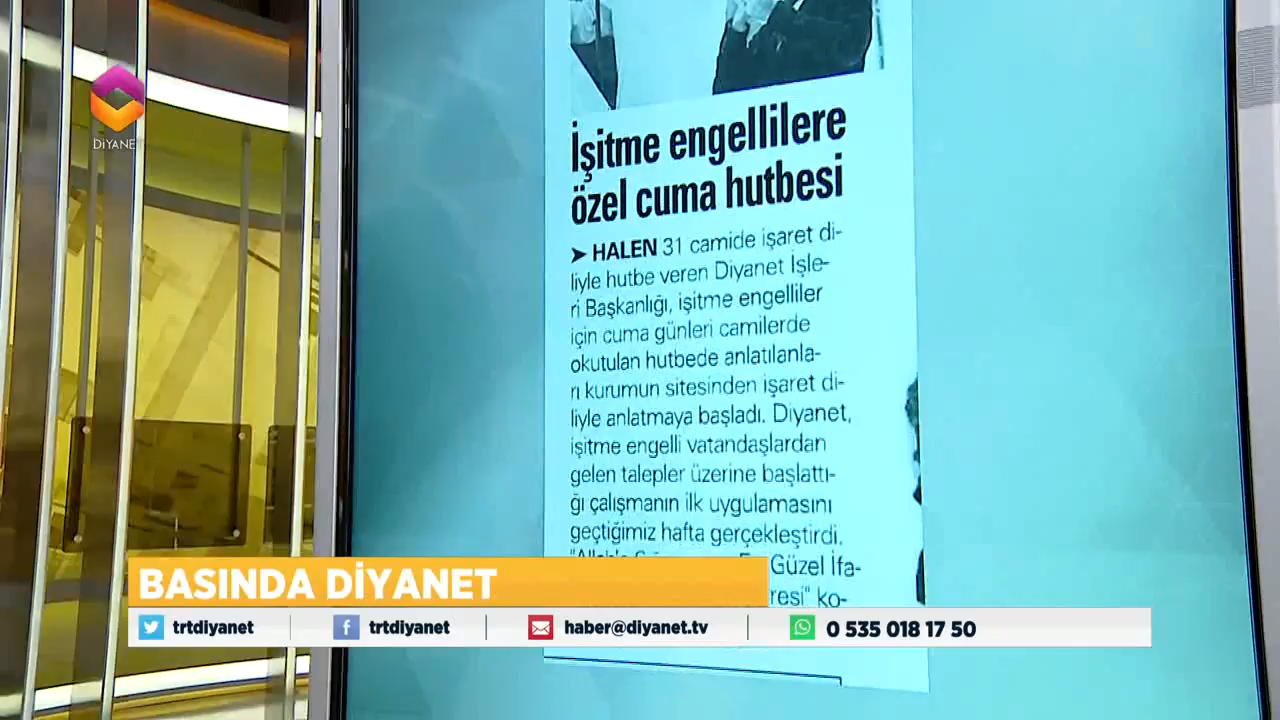 DİYANE
İşitme engellilere
özel cuma hutbesi
➤ HALEN 31 camide işaret di-
liyle hutbe veren Diyanet İşle-
ri Başkanlığı, işitme engelliler
için cuma günleri camilerde
okutulan hutbede anlatılanla-
rı kurumun sitesinden işaret di-
liyle anlatmaya başladı. Diyanet,
işitme engelli vatandaşlardan
gelen talepler üzerine başlattı-
ğı çalışmanın ilk uygulamasını
geçtiğimiz hafta gerçekleştirdi.
Güzel İfa-
resi" ko-
BASINDA DİYANET
trtdiyanet
trtdiyanet
haber@diyanet.tv
0 535 018 17 50